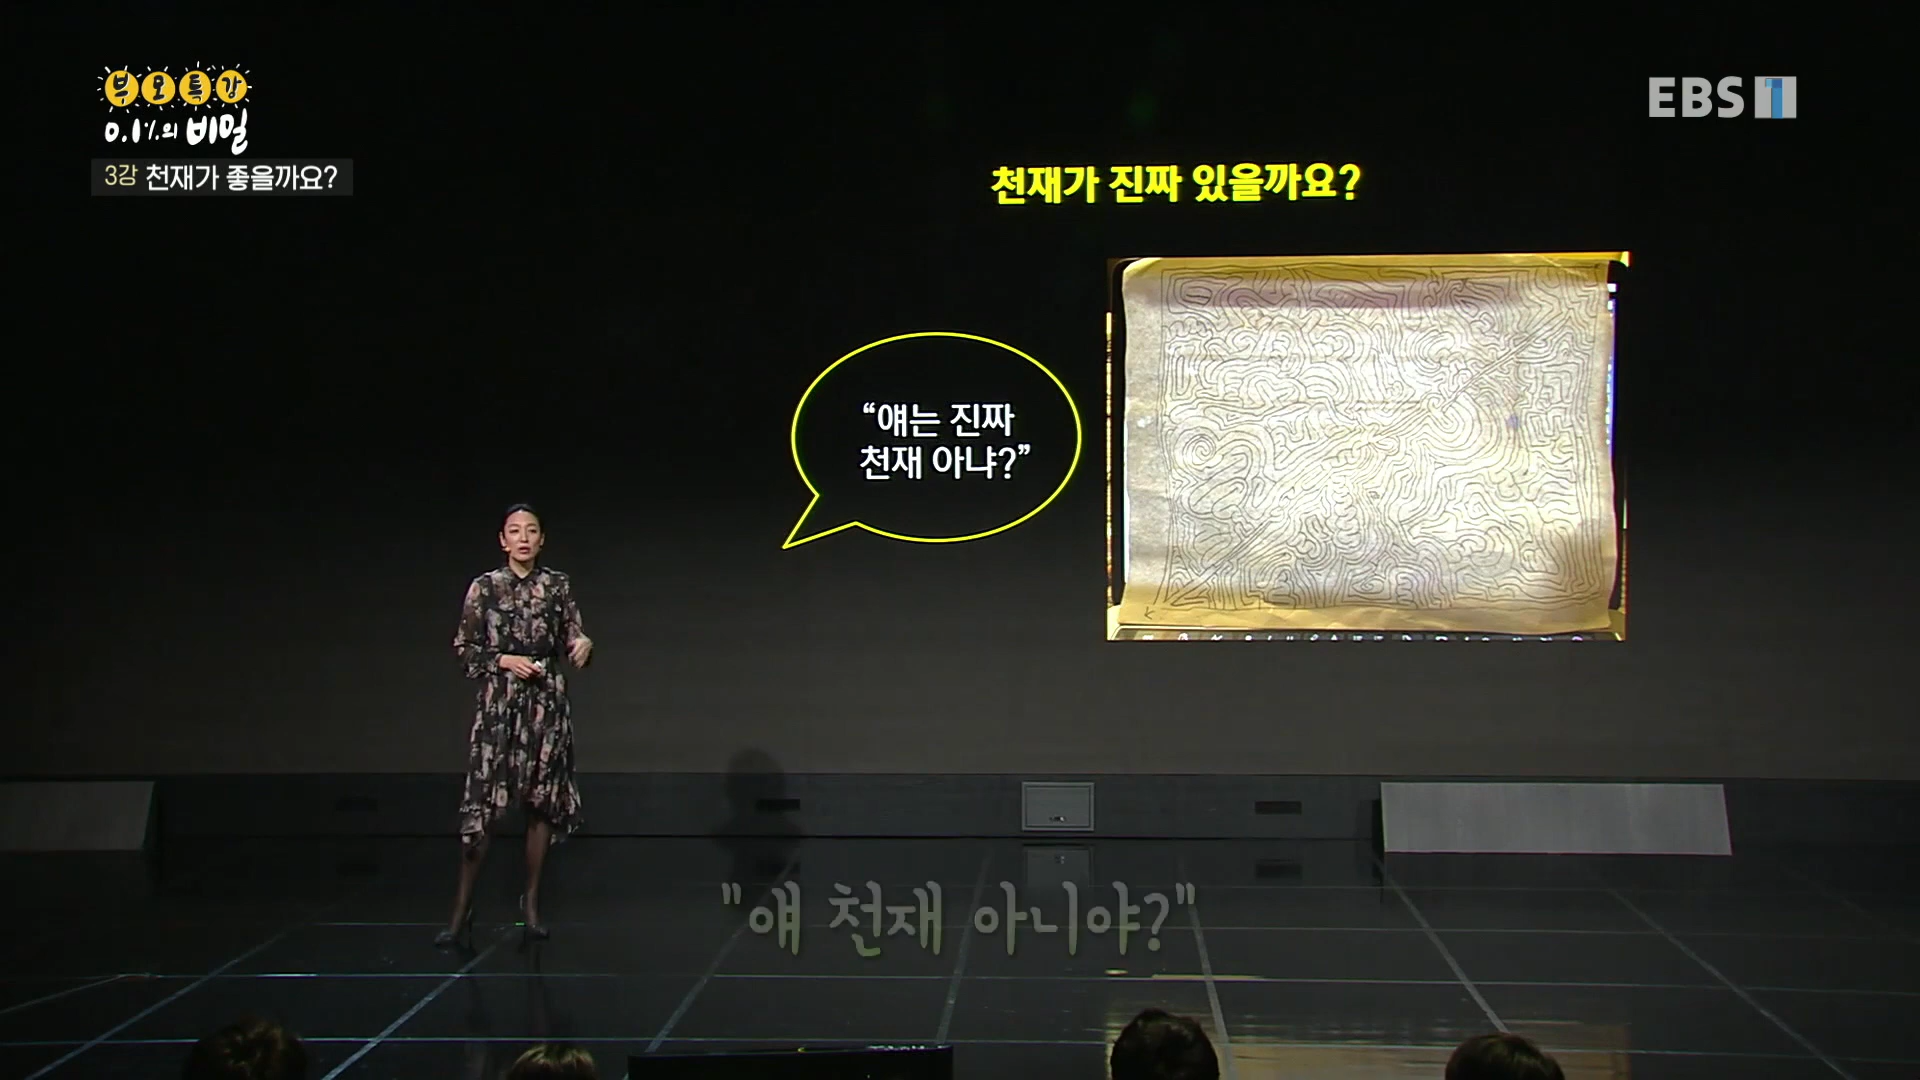 부모특강
0.1%의 비밀
3강 천재가 좋을까요?
EBS 1
천재가 진짜 있을까요?
“얘는 진짜
천재 아냐?”
K
"얘 천재 아니야?"